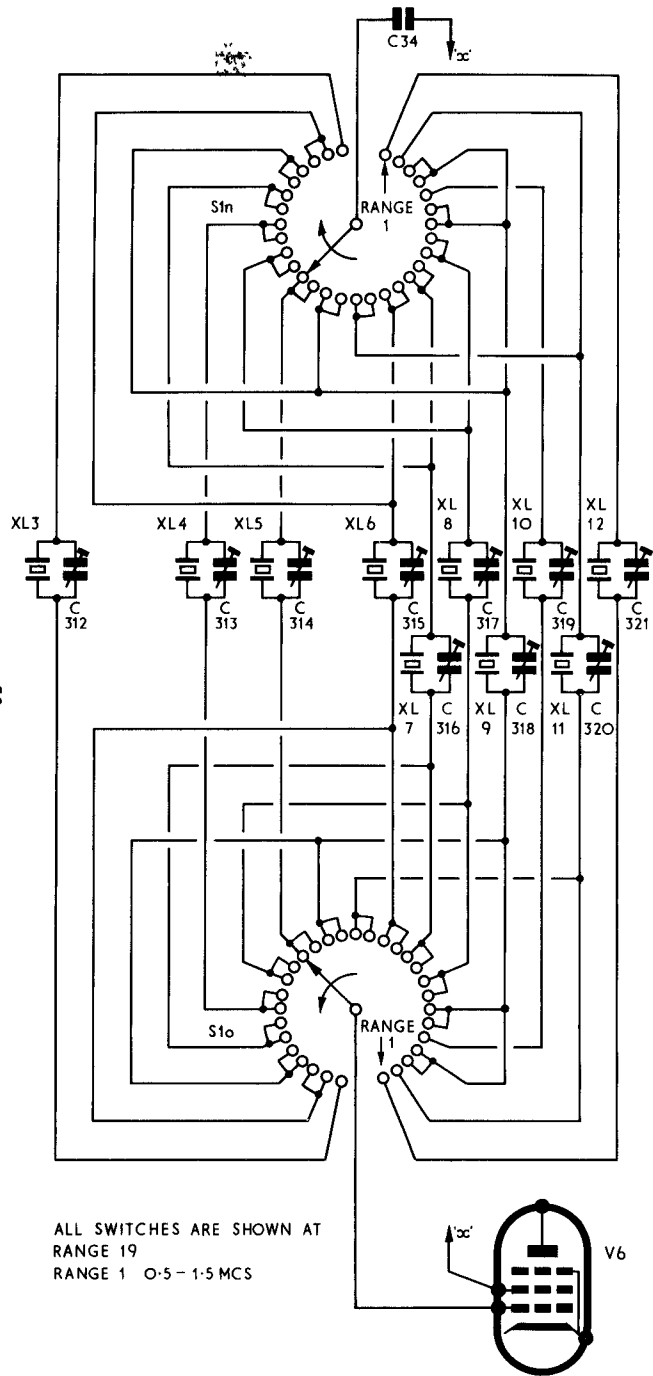 C34
'x'
S1n
RANGE
1
XL3
XL4
XL5
XL6
XL
8
XL
10
XL
12
C
312
C
313
C
314
C
315
C
317
C
319
C
321
XL
7
C
316
XL
9
C
318
XL
11
C
320
S1o
RANGE
1
ALL SWITCHES ARE SHOWN AT
RANGE 19
RANGE 1 0·5 – 1·5 MCS
'x'
V6